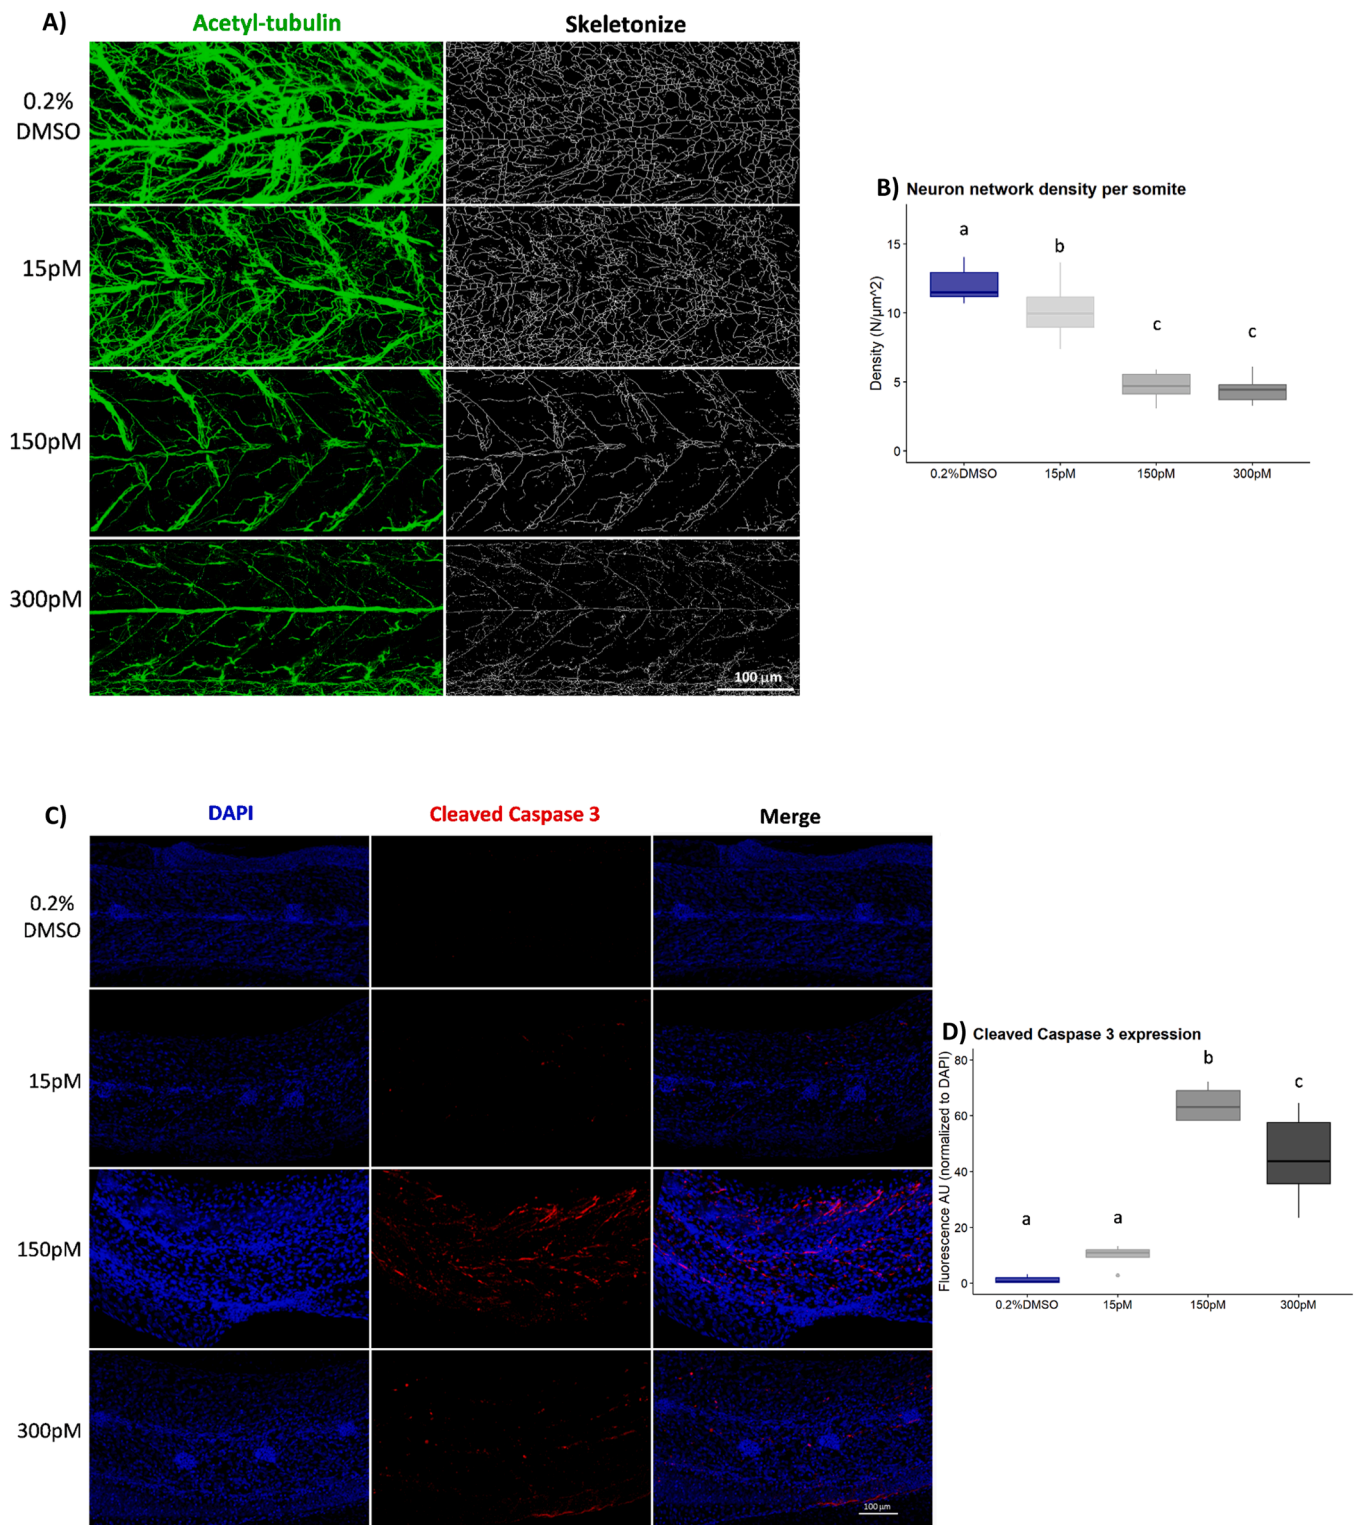 A)
Acetyl-tubulin
Skeletonize
0.2%
DMSO
15pM
150pM
300pM
100 µm
B) Neuron network density per somite
Density (N/µm^2)
15
10
5
0
a
b
c
c
0.2%DMSO
15pM
150pM
300pM
C)
DAPI
Cleaved Caspase 3
Merge
0.2%
DMSO
15pM
150pM
300pM
100 µm
D) Cleaved Caspase 3 expression
Fluorescence AU (normalized to DAPI)
80
60
40
20
0
a
a
b
c
0.2%DMSO
15pM
150pM
300pM